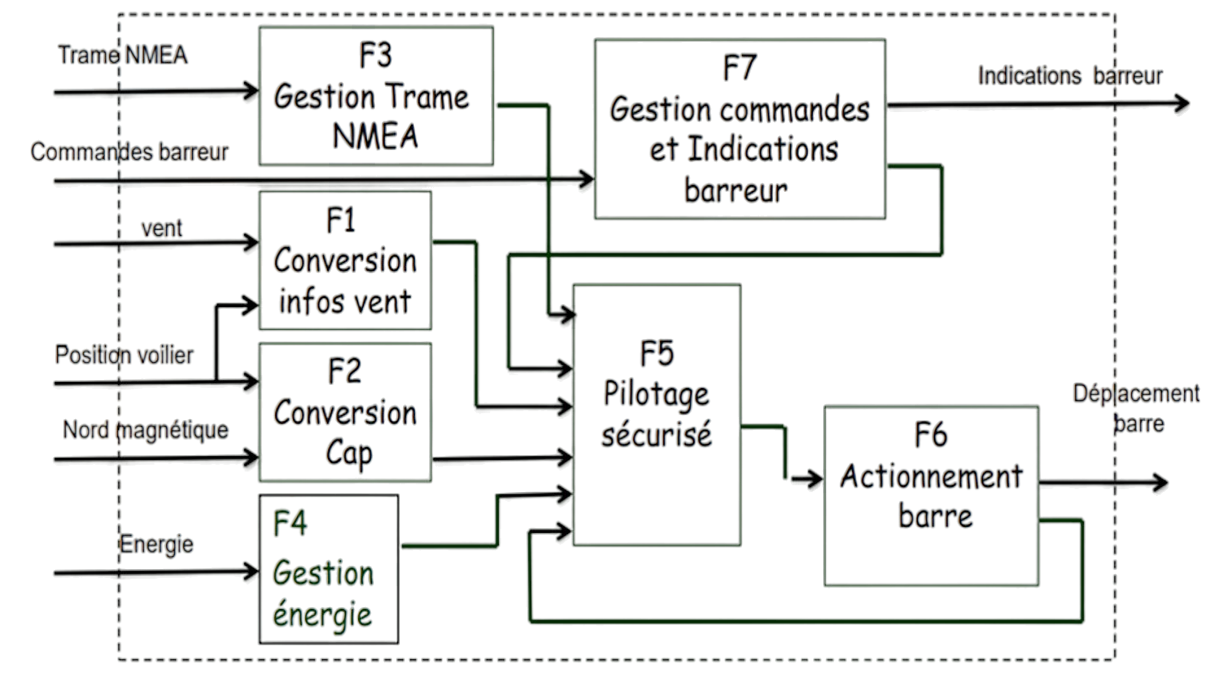 Trame NMEA
F3
Gestion Trame
NMEA
F7
Gestion commandes
et Indications
barreur
Indications barreur
Commandes barreur
vent
F1
Conversion
infos vent
Position voilier
F2
Conversion
Cap
Nord magnétique
F5
Pilotage
sécurisé
F6
Actionnement
barre
Déplacement
barre
Energie
F4
Gestion
énergie